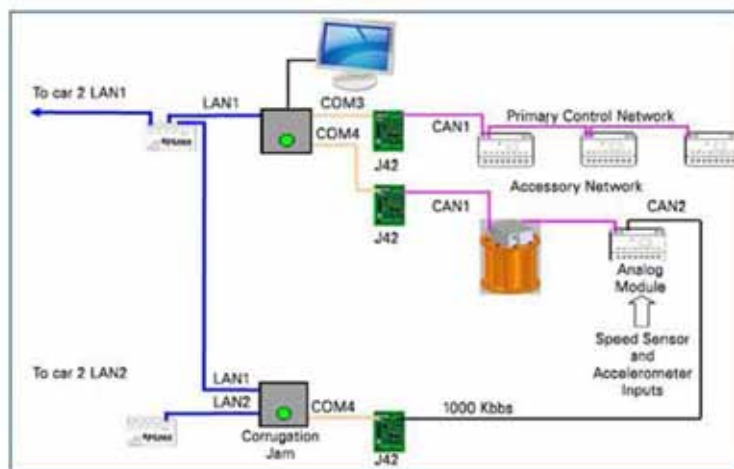 To car 2 LAN1
LAN1
COM3
COM4
J42
CAN1
Primary Control Network
J42
CAN1
Accessory Network
CAN2
Analog
Module
Speed Sensor
and
Accelerometer
Inputs
To car 2 LAN2
LAN1
LAN2
COM4
1000 Kbbs
Corrugation
Jam
J42